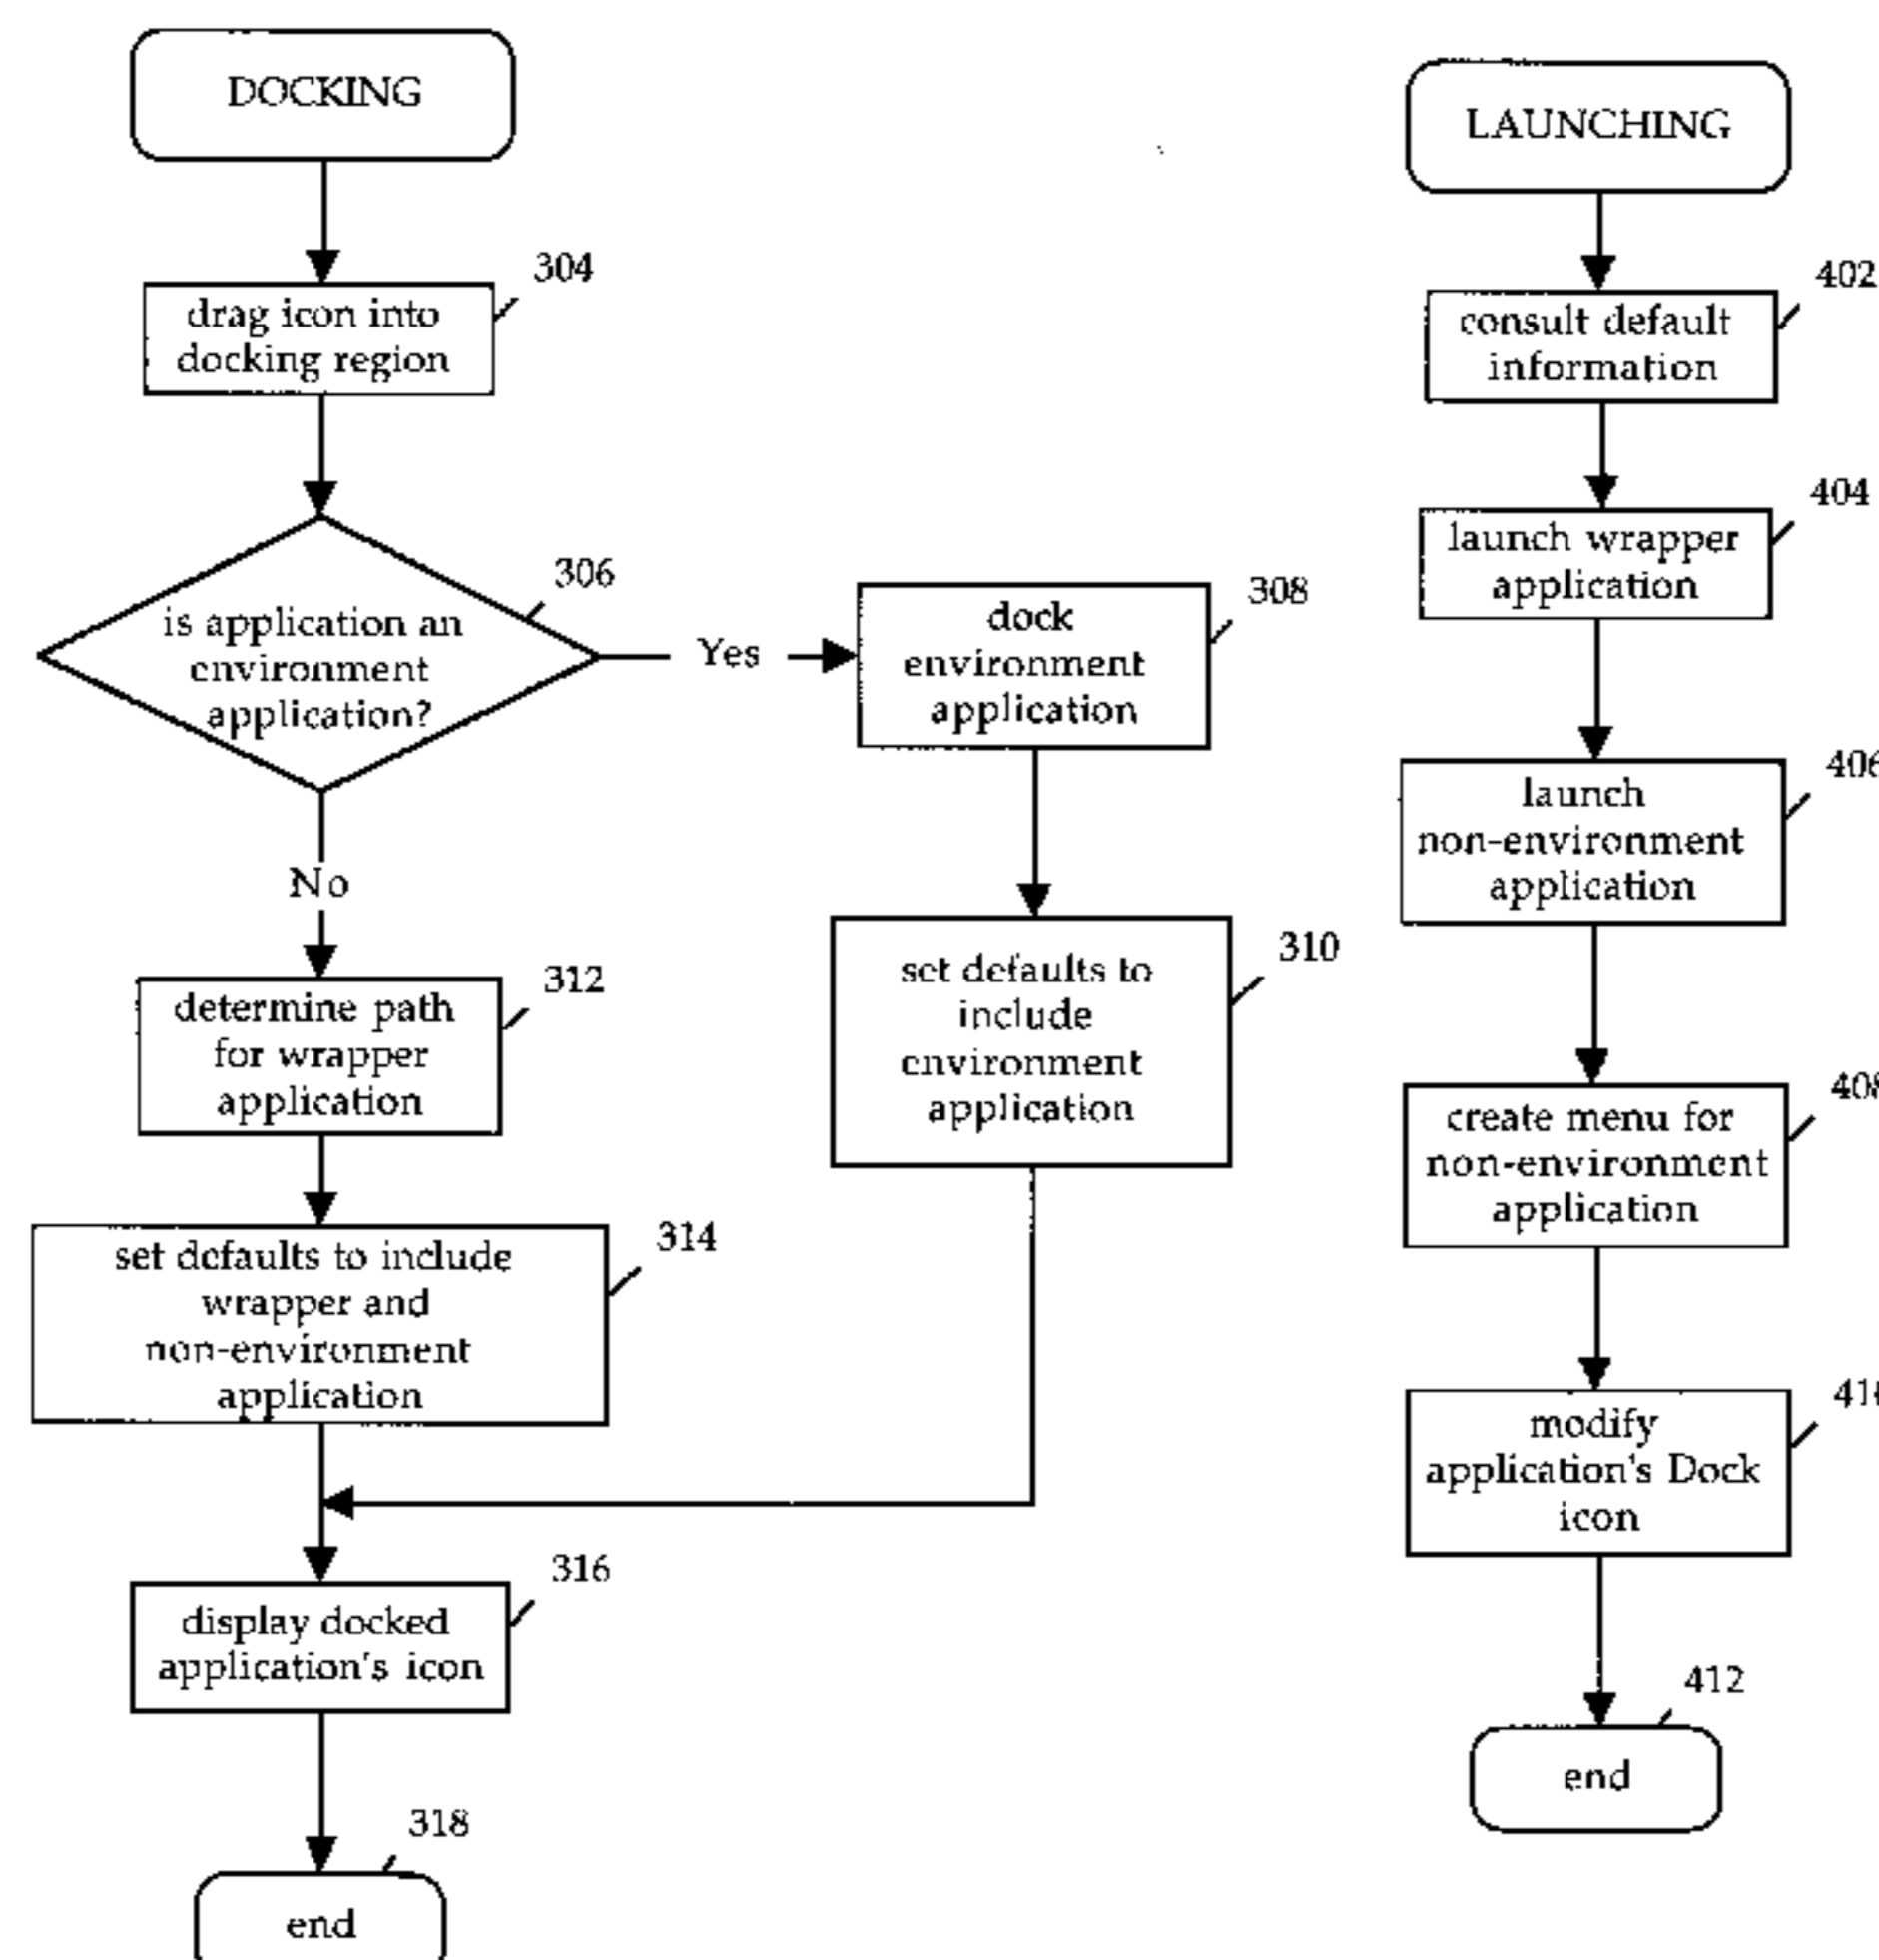 DOCKING
304
drag icon into
docking region
306
is application an
environment
application?
Yes
308
dock
environment
application
310
set defaults to
include
environment
application
No
312
determine path
for wrapper
application
314
set defaults to include
wrapper and
non-environment
application
316
display docked
application's icon
318
end
LAUNCHING
402
consult default
information
404
launch wrapper
application
406
launch
non-environment
application
408
create menu for
non-environment
application
modify
application's Dock
icon
412
end